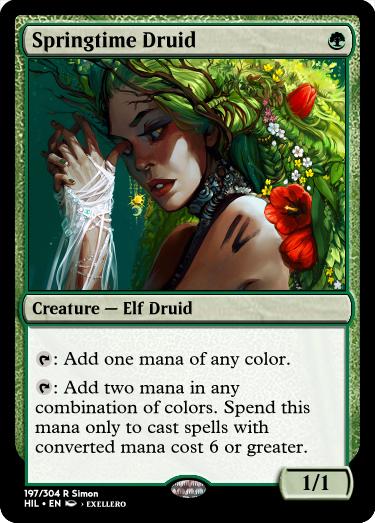 Springtime Druid
Creature — Elf Druid
: Add one mana of any color.
: Add two mana in any
combination of colors. Spend this
mana only to cast spells with
converted mana cost 6 or greater.
1/1
197/304 R Simon
HIL • EN EXELLERO